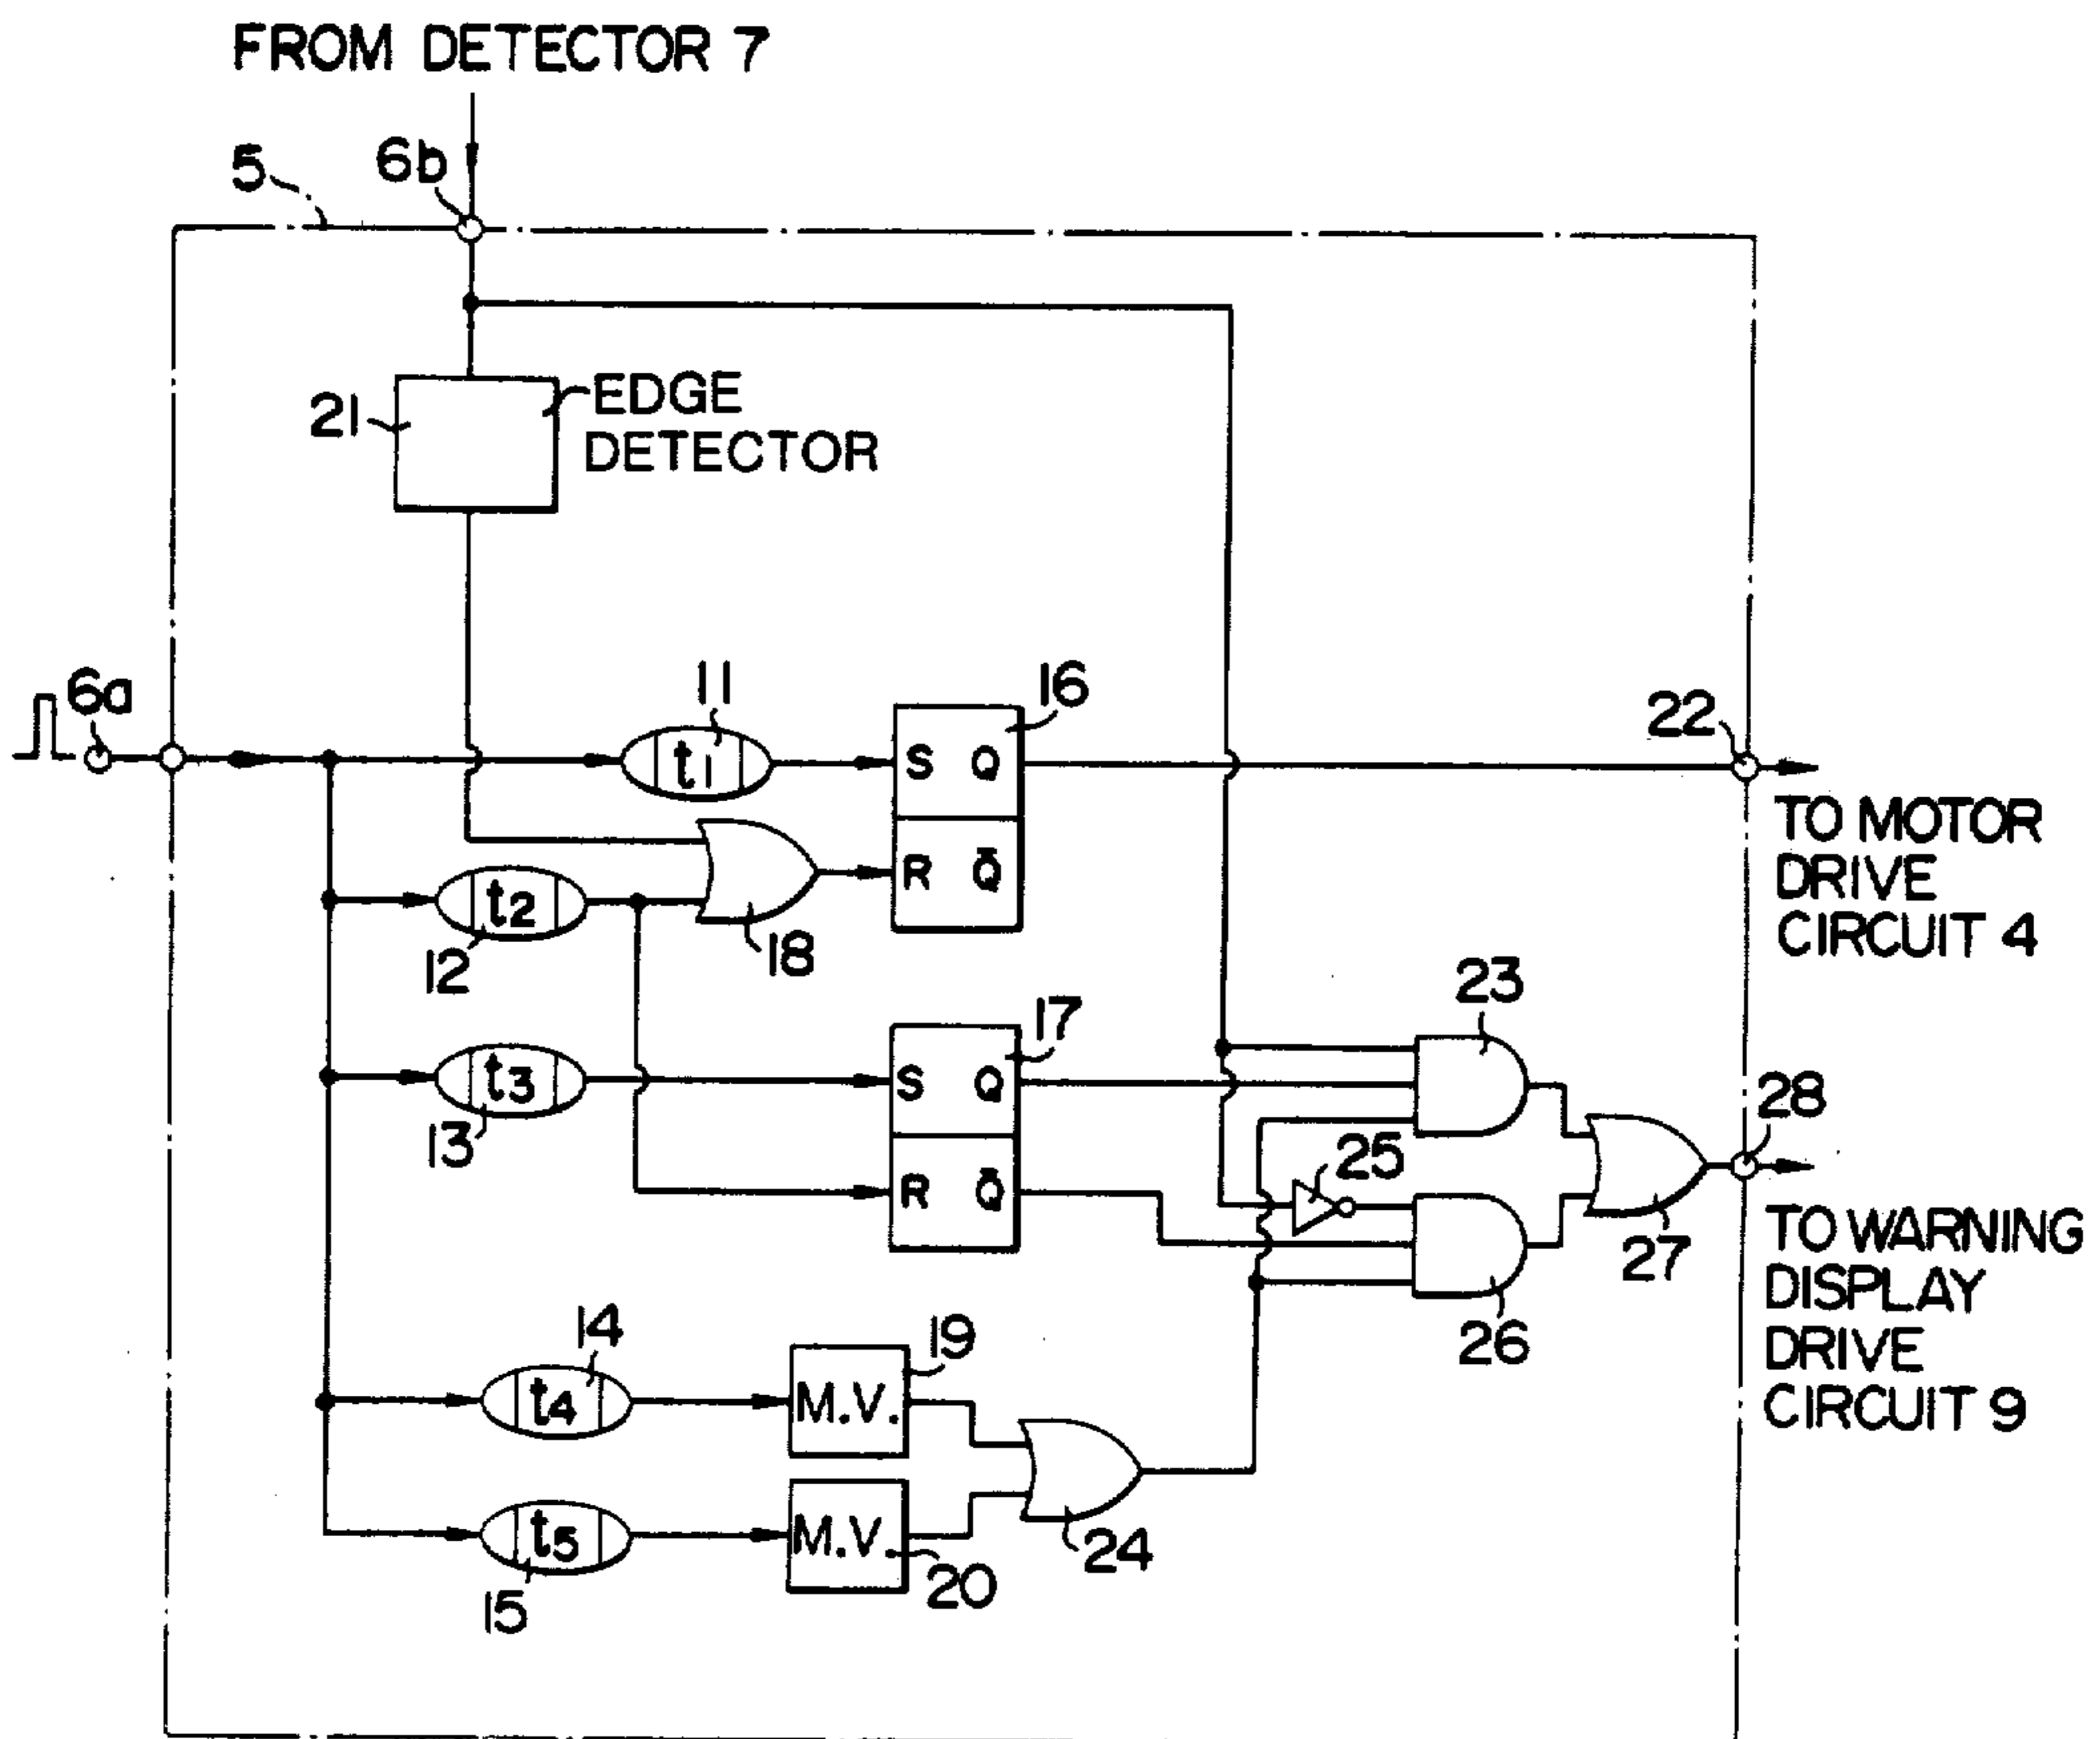 FROM DETECTOR 7
5
6b
21
EDGE
DETECTOR
6a
11
t1
16
S Q
R Q̄
22
TO MOTOR
DRIVE
CIRCUIT 4
t2
12
18
17
23
t3
13
S Q
R Q̄
25
28
27
26
TO WARNING
DISPLAY
DRIVE
CIRCUIT 9
14
t4
19
M.V.
t5
15
M.V.
20
24